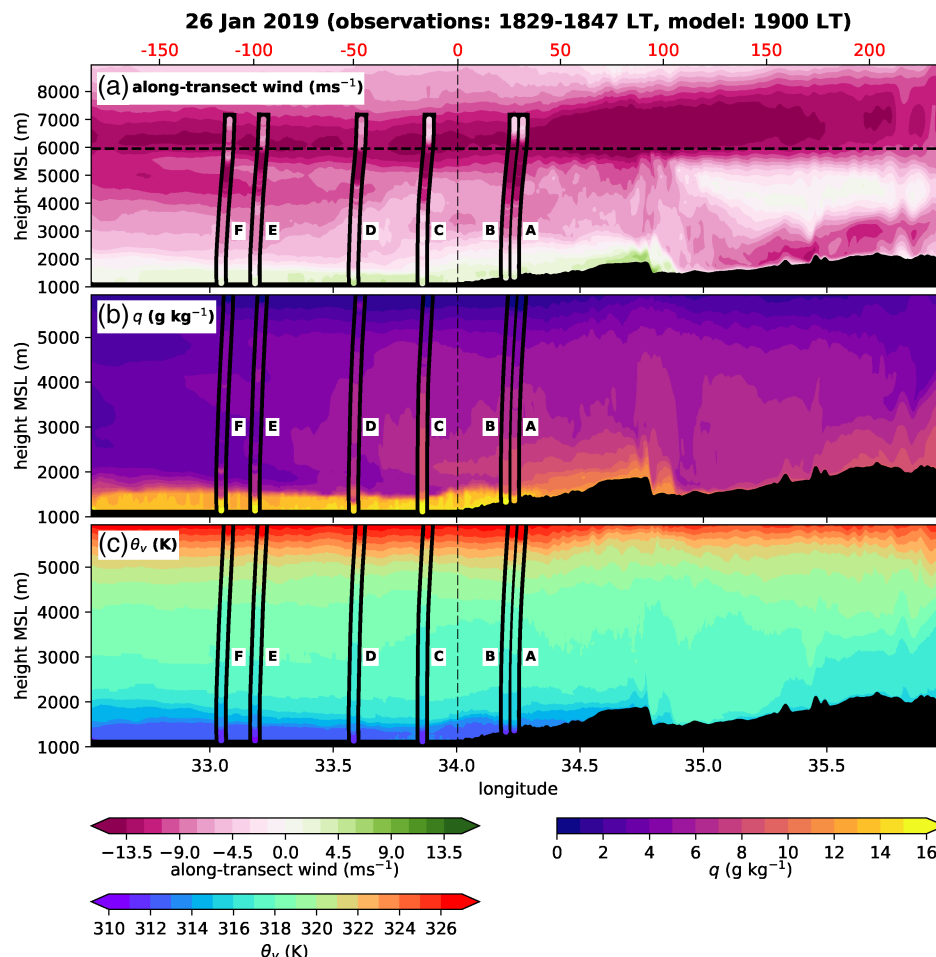 26 Jan 2019 (observations: 1829-1847 LT, model: 1900 LT)
-150 -100 -50 0 50 100 150 200
(a) along-transect wind (ms⁻¹)
height MSL (m)
8000
7000
6000
5000
4000
3000
2000
1000
F E D C B A
(b) q (g kg⁻¹)
height MSL (m)
5000
4000
3000
2000
1000
F E D C B A
(c) θᵥ (K)
height MSL (m)
5000
4000
3000
2000
1000
F E D C B A
33.0 33.5 34.0 34.5 35.0 35.5
longitude
−13.5 −9.0 −4.5 0.0 4.5 9.0 13.5
along-transect wind (ms⁻¹)
0 2 4 6 8 10 12 14 16
q (g kg⁻¹)
310 312 314 316 318 320 322 324 326
θᵥ (K)